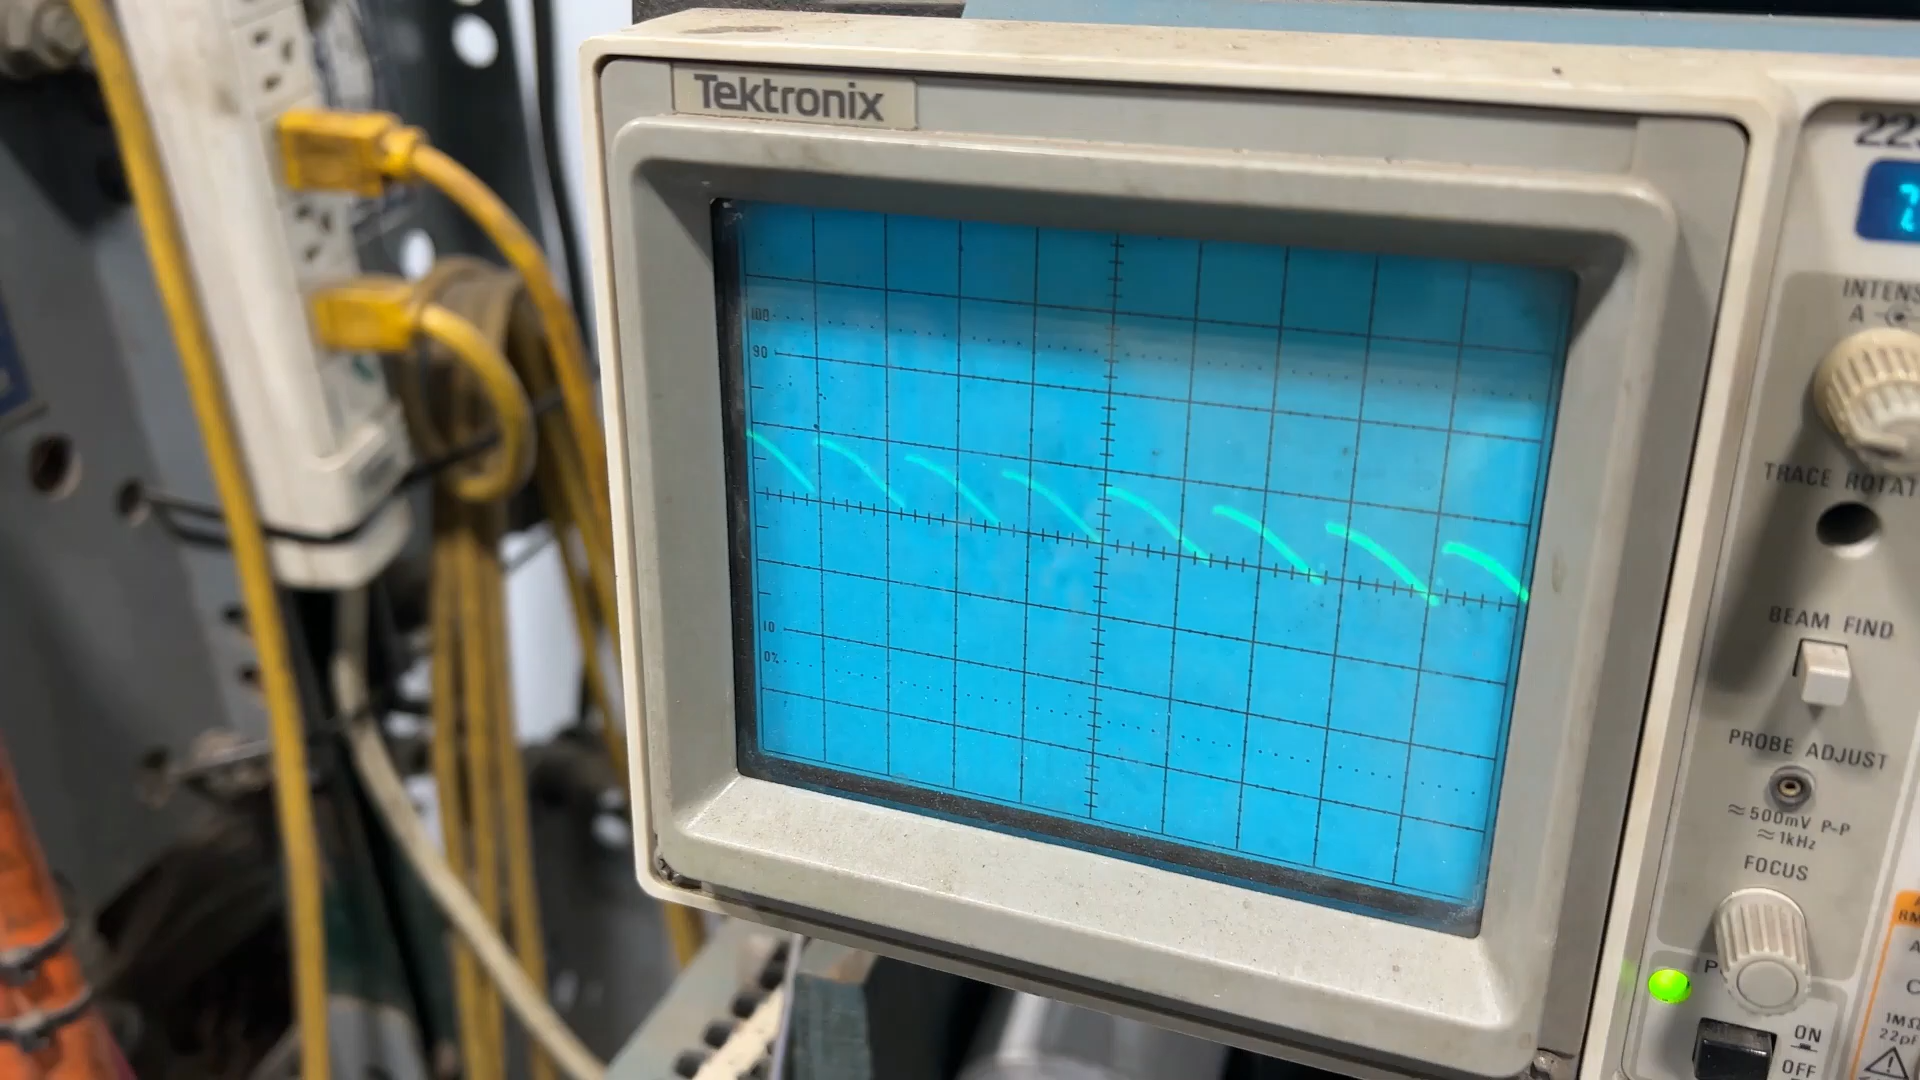 Tektronix
223
INTENS
A
TRACE ROTAT
BEAM FIND
PROBE ADJUST
≈500mV P-P
≈1kHz
FOCUS
ON
OFF
1MΩ
22pF
100
90
10
0%